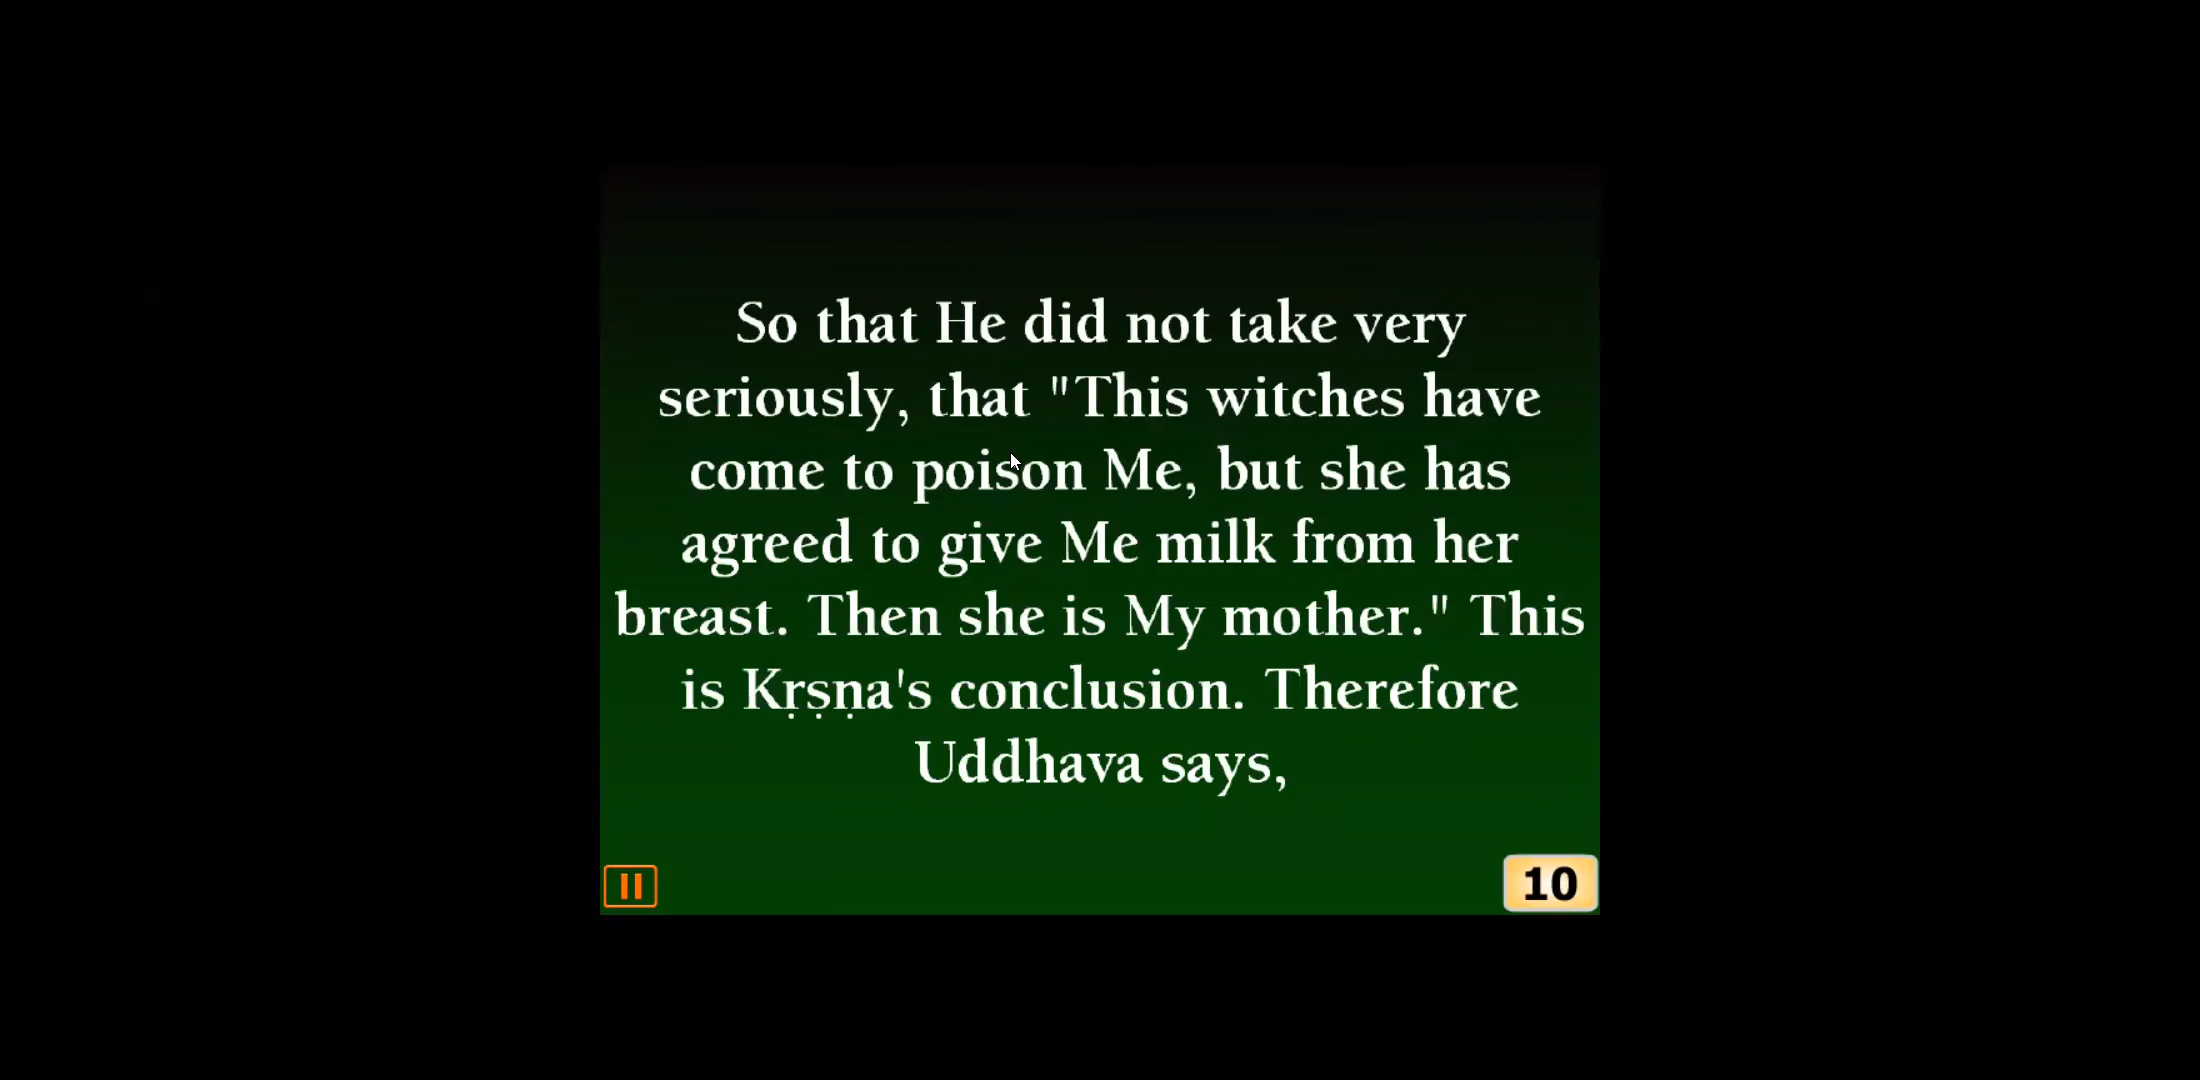 So that He did not take very
seriously, that "This witches have
come to poison Me, but she has
agreed to give Me milk from her
breast. Then she is My mother." This
is Kṛṣṇa's conclusion. Therefore
Uddhava says,
10